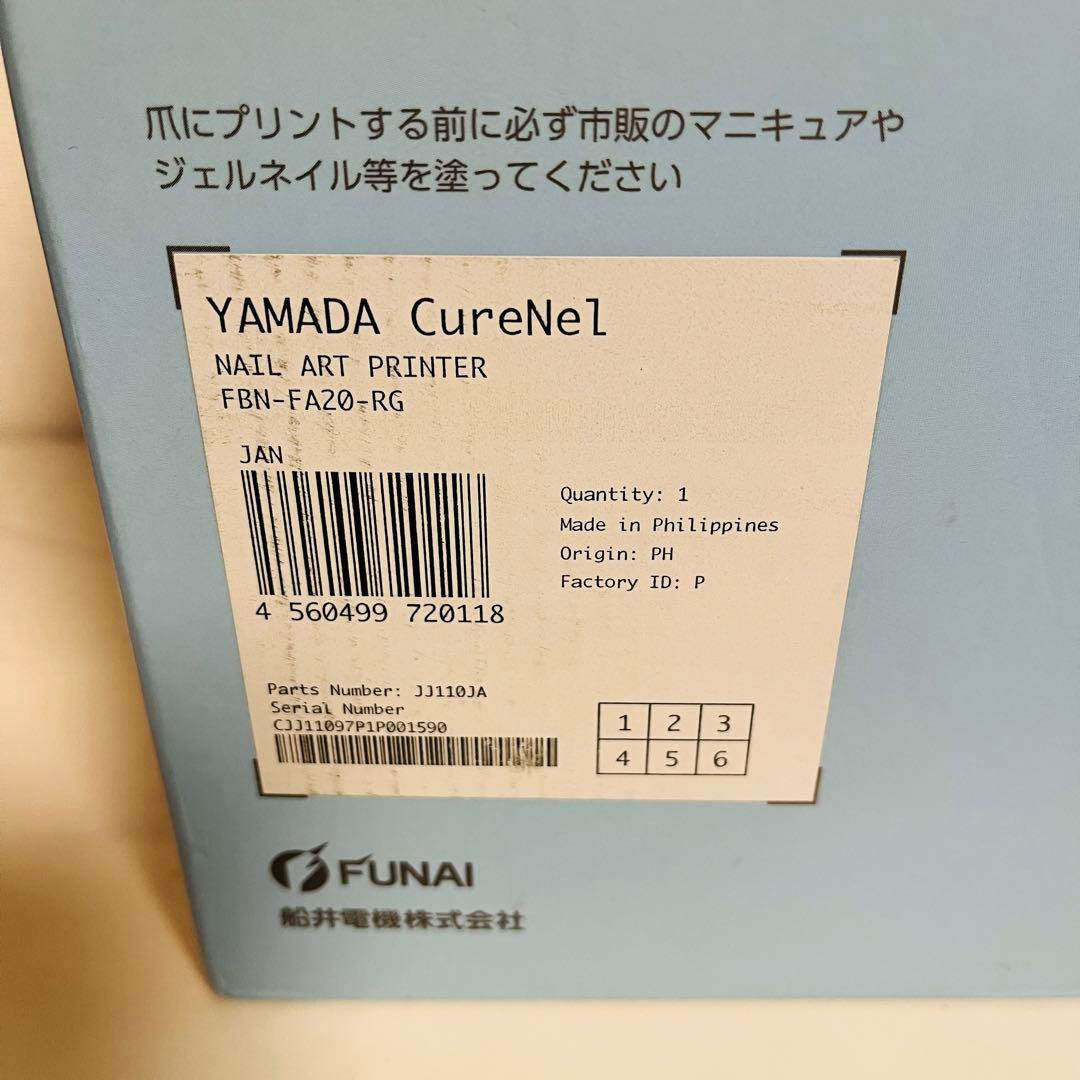 爪にプリントする前に必ず市販のマニキュアや
ジェルネイル等を塗ってください
YAMADA CureNel
NAIL ART PRINTER
FBN-FA20-RG
JAN
4 560499 720118
Quantity: 1
Made in Philippines
Origin: PH
Factory ID: P
Parts Number: JJ110JA
Serial Number
CJJ11097P1P001590
1 2 3
4 5 6
FUNAI
船井電機株式会社